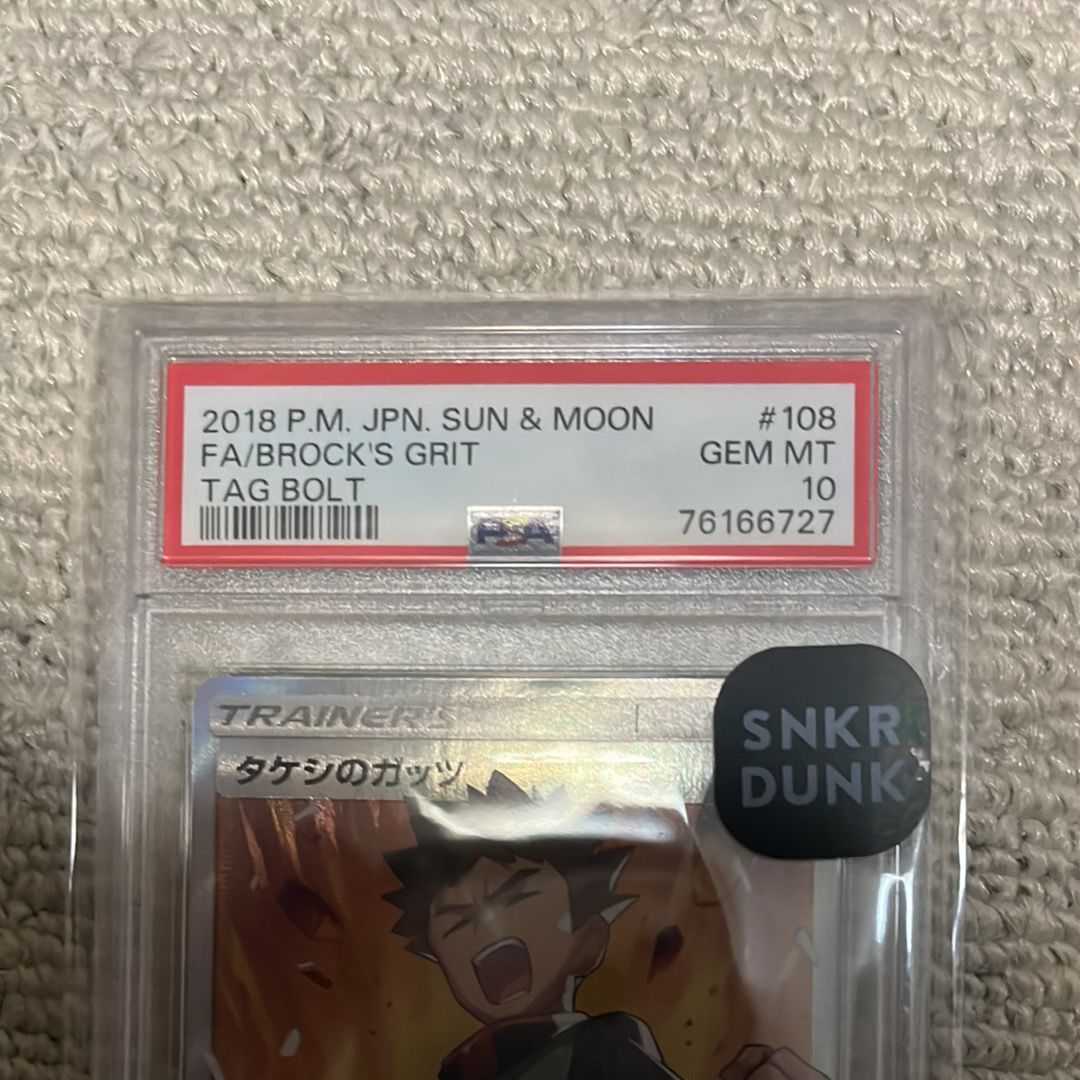 2018 P.M. JPN. SUN & MOON #108
FA/BROCK'S GRIT GEM MT
TAG BOLT 10
76166727
PSA
TRAINER'S
タケシのガッツ
SNKR
DUNK